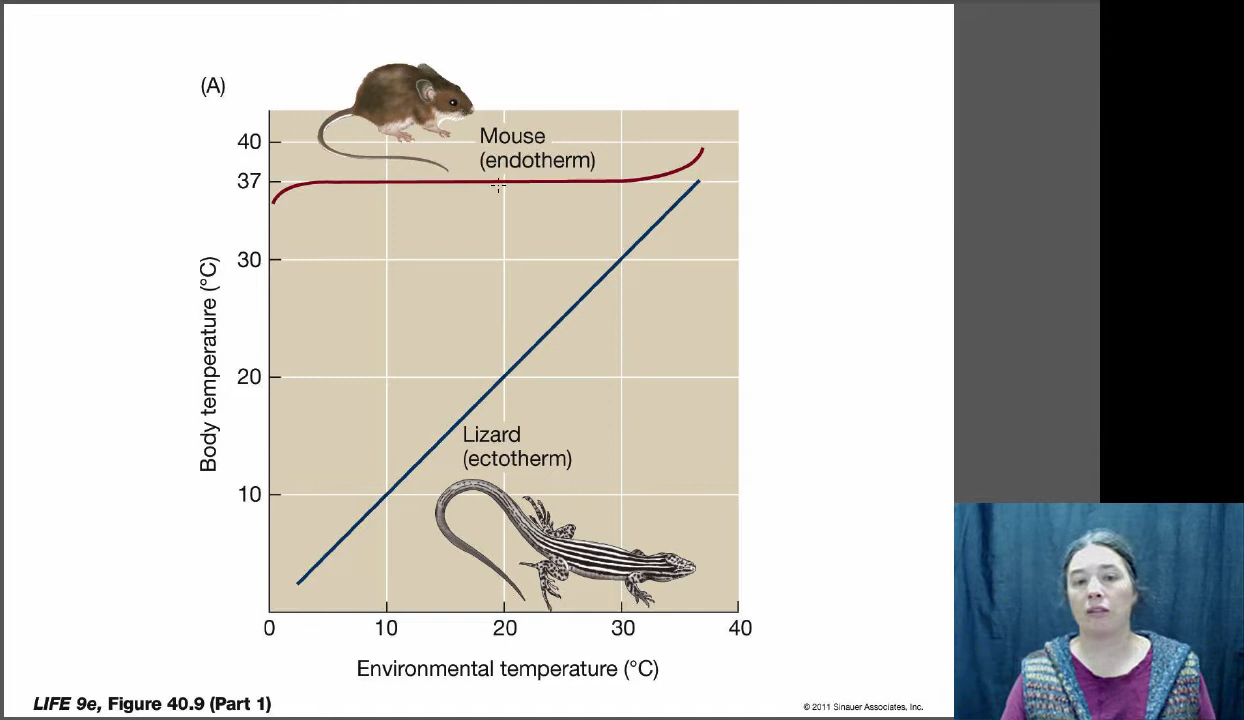 (A)
40
37
30
20
10
Body temperature (°C)
Mouse
(endotherm)
Lizard
(ectotherm)
0 10 20 30 40
Environmental temperature (°C)
LIFE 9e, Figure 40.9 (Part 1)
© 2011 Sinauer Associates, Inc.